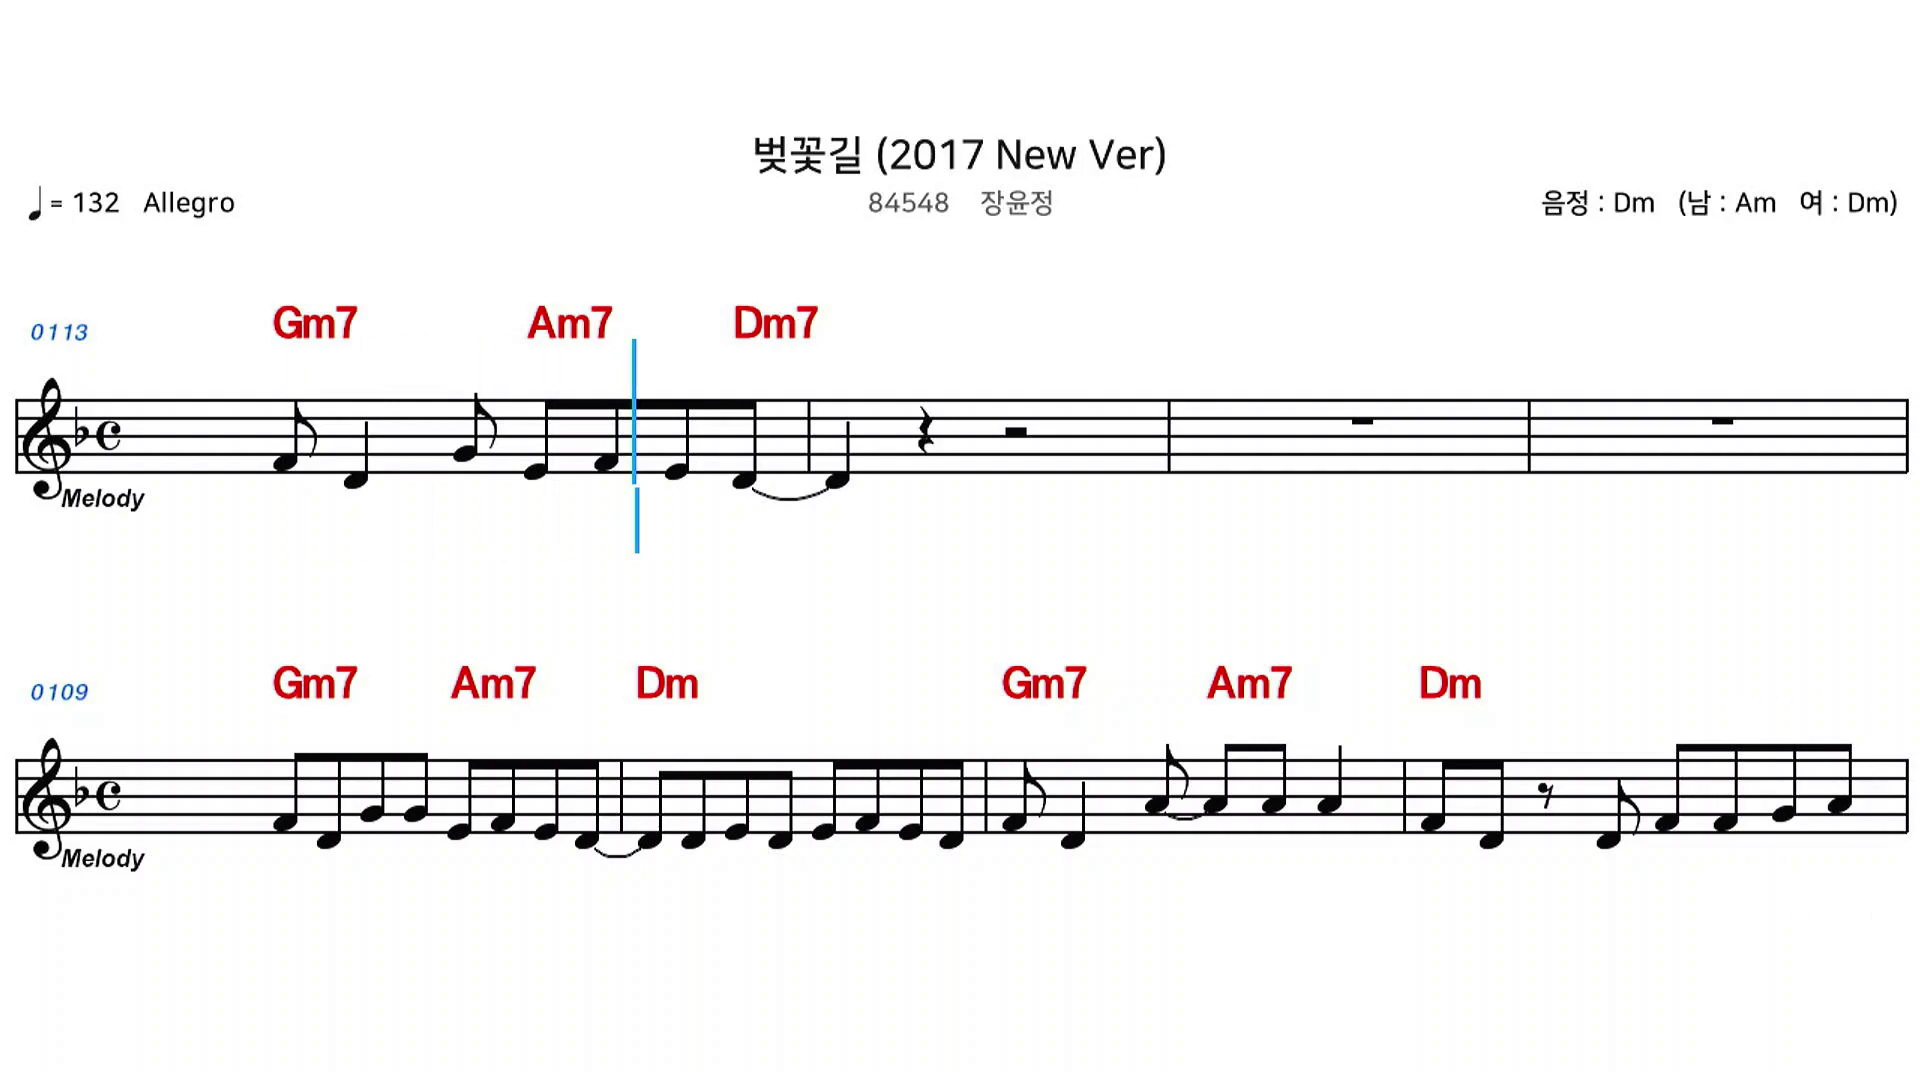 벚꽃길 (2017 New Ver)
= 132 Allegro 84548 장윤정 음정 : Dm (남 : Am 여 : Dm)
0113 Gm7 Am7 Dm7
Melody
0109 Gm7 Am7 Dm Gm7 Am7 Dm
Melody